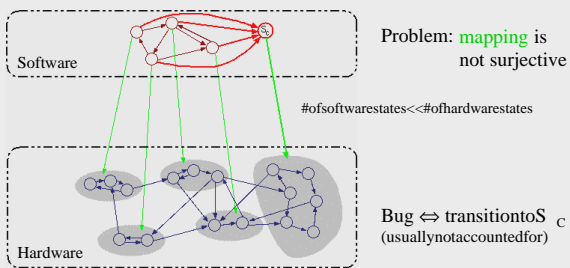 Software
S
Problem: mapping is
not surjective
#ofsoftwarestates<<#ofhardwarestates
Bug ⇔ transitiontoS C
(usuallynotaccountedfor)
Hardware